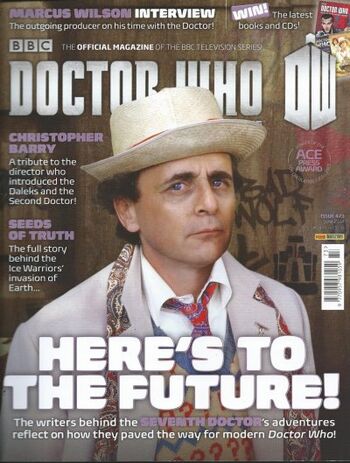 MARCUS WILSON INTERVIEW
The outgoing producer on his time with the Doctor!
WIN! The latest
books and CDs!
BBC
The OFFICIAL MAGAZINE OF THE BBC TELEVISION SERIES!
DOCTOR WHO DW
CHRISTOPHER
BARRY
A tribute to the
director who
introduced the
Daleks and the
Second Doctor!
ACE
PRESS
AWARD
BAD
WOLF
SEEDS
OF TRUTH
The full story
behind the
Ice Warriors'
invasion of
Earth...
ISSUE 473
HERE'S TO
THE FUTURE!
The writers behind the SEVENTH DOCTOR's adventures
reflect on how they paved the way for modern Doctor Who!